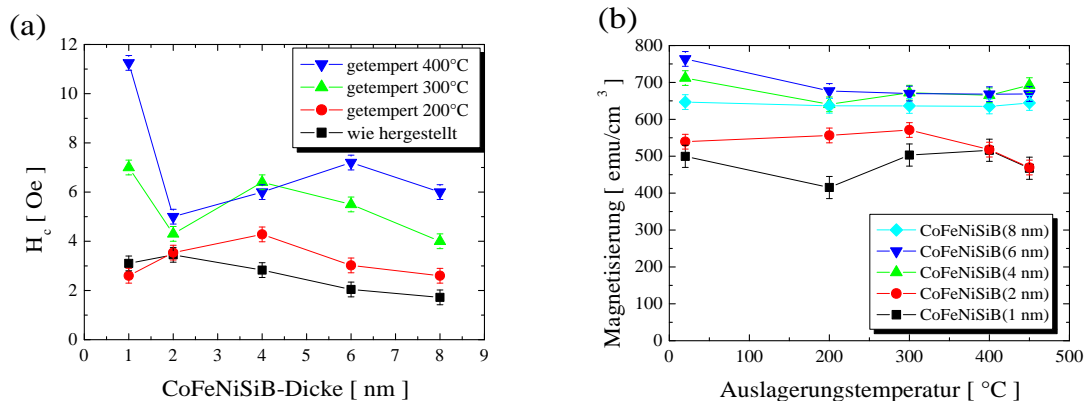 (a)
12
10
8
6
4
2
0
H_c [ Oe ]
getempert 400°C
getempert 300°C
getempert 200°C
wie hergestellt
0 1 2 3 4 5 6 7 8 9
CoFeNiSiB-Dicke [ nm ]
(b)
800
700
600
500
400
300
200
100
0
Magnetisierung [ emu/cm³ ]
CoFeNiSiB(8 nm)
CoFeNiSiB(6 nm)
CoFeNiSiB(4 nm)
CoFeNiSiB(2 nm)
CoFeNiSiB(1 nm)
0 100 200 300 400 500
Auslagerungstemperatur [ °C ]